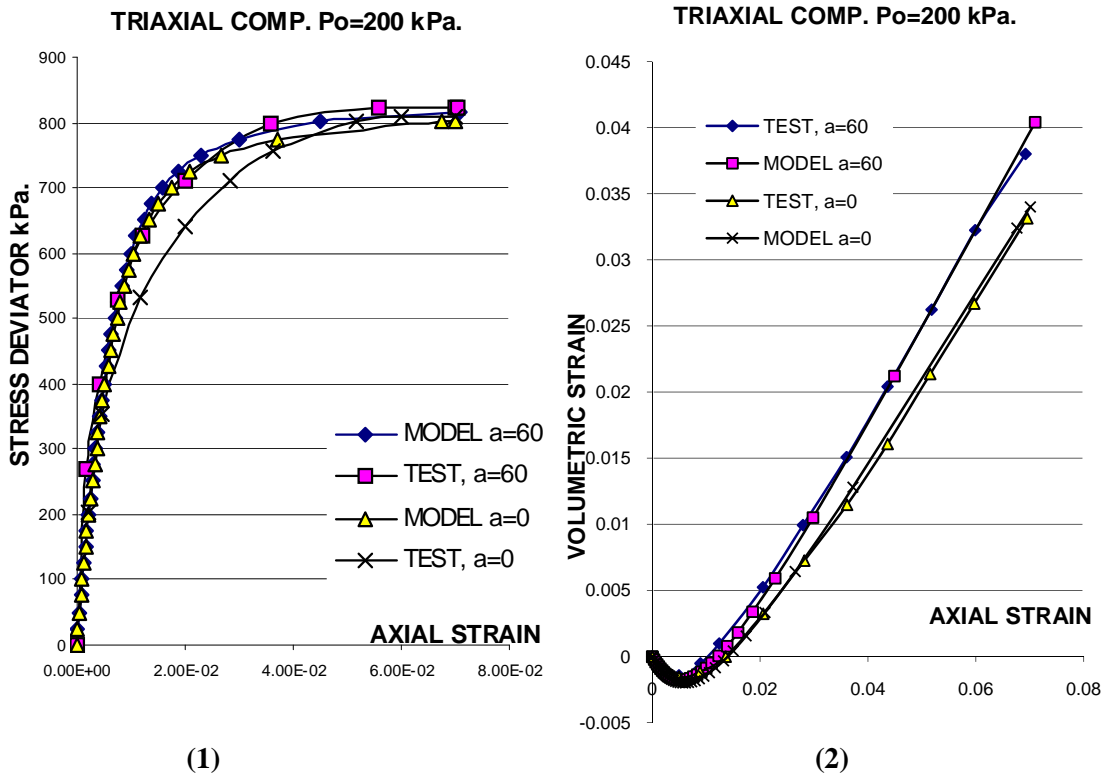 TRIAXIAL COMP. Po=200 kPa.
900
800
700
600
500
400
300
200
100
0
STRESS DEVIATOR kPa.
MODEL a=60
TEST, a=60
MODEL a=0
TEST, a=0
AXIAL STRAIN
0.000E+00
2.00E-02
4.00E-02
6.00E-02
8.00E-02
(1)
TRIAXIAL COMP. Po=200 kPa.
0.045
0.04
0.035
0.03
0.025
0.02
0.015
0.01
0.005
0
-0.005
VOLUMETRIC STRAIN
TEST, a=60
MODEL a=60
TEST, a=0
MODEL a=0
AXIAL STRAIN
0
0.02
0.04
0.06
0.08
(2)